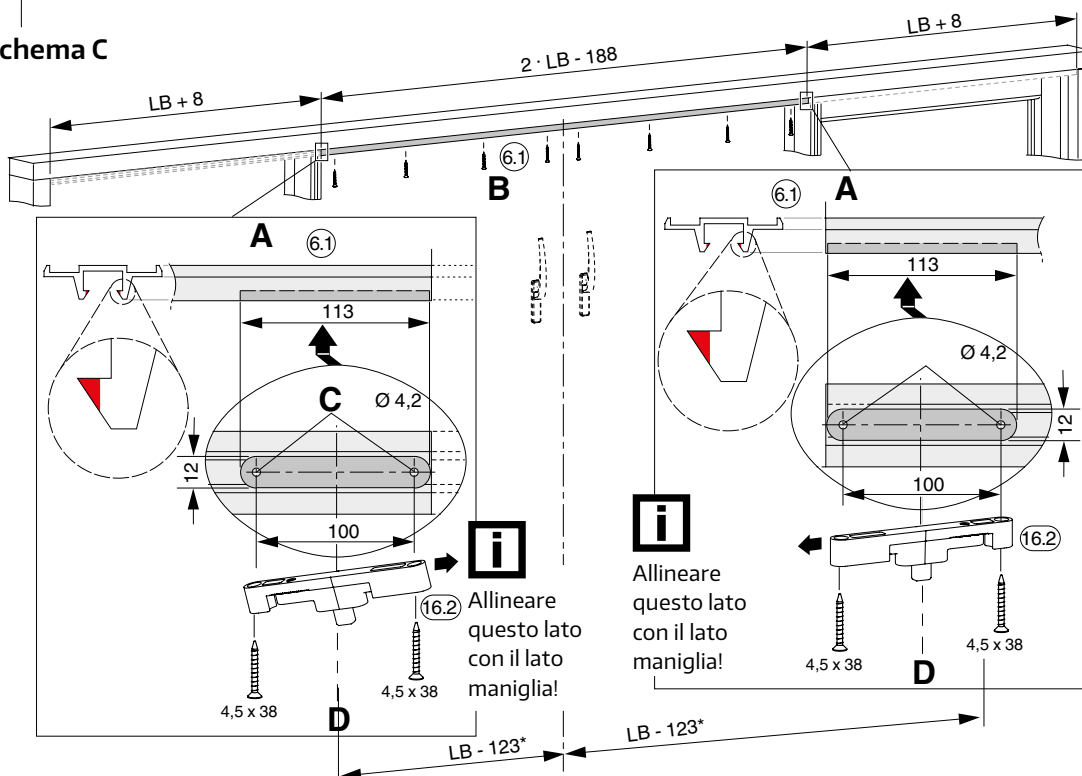 chema C
LB + 8
2 · LB - 188
LB + 8
6.1
B
A
6.1
113
C
Ø 4,2
12
100
16.2
4,5 x 38
4,5 x 38
D
i
Allineare
questo lato
con il lato
maniglia!
A
6.1
113
Ø 4,2
12
100
16.2
4,5 x 38
4,5 x 38
D
i
Allineare
questo lato
con il lato
maniglia!
LB - 123*
LB - 123*